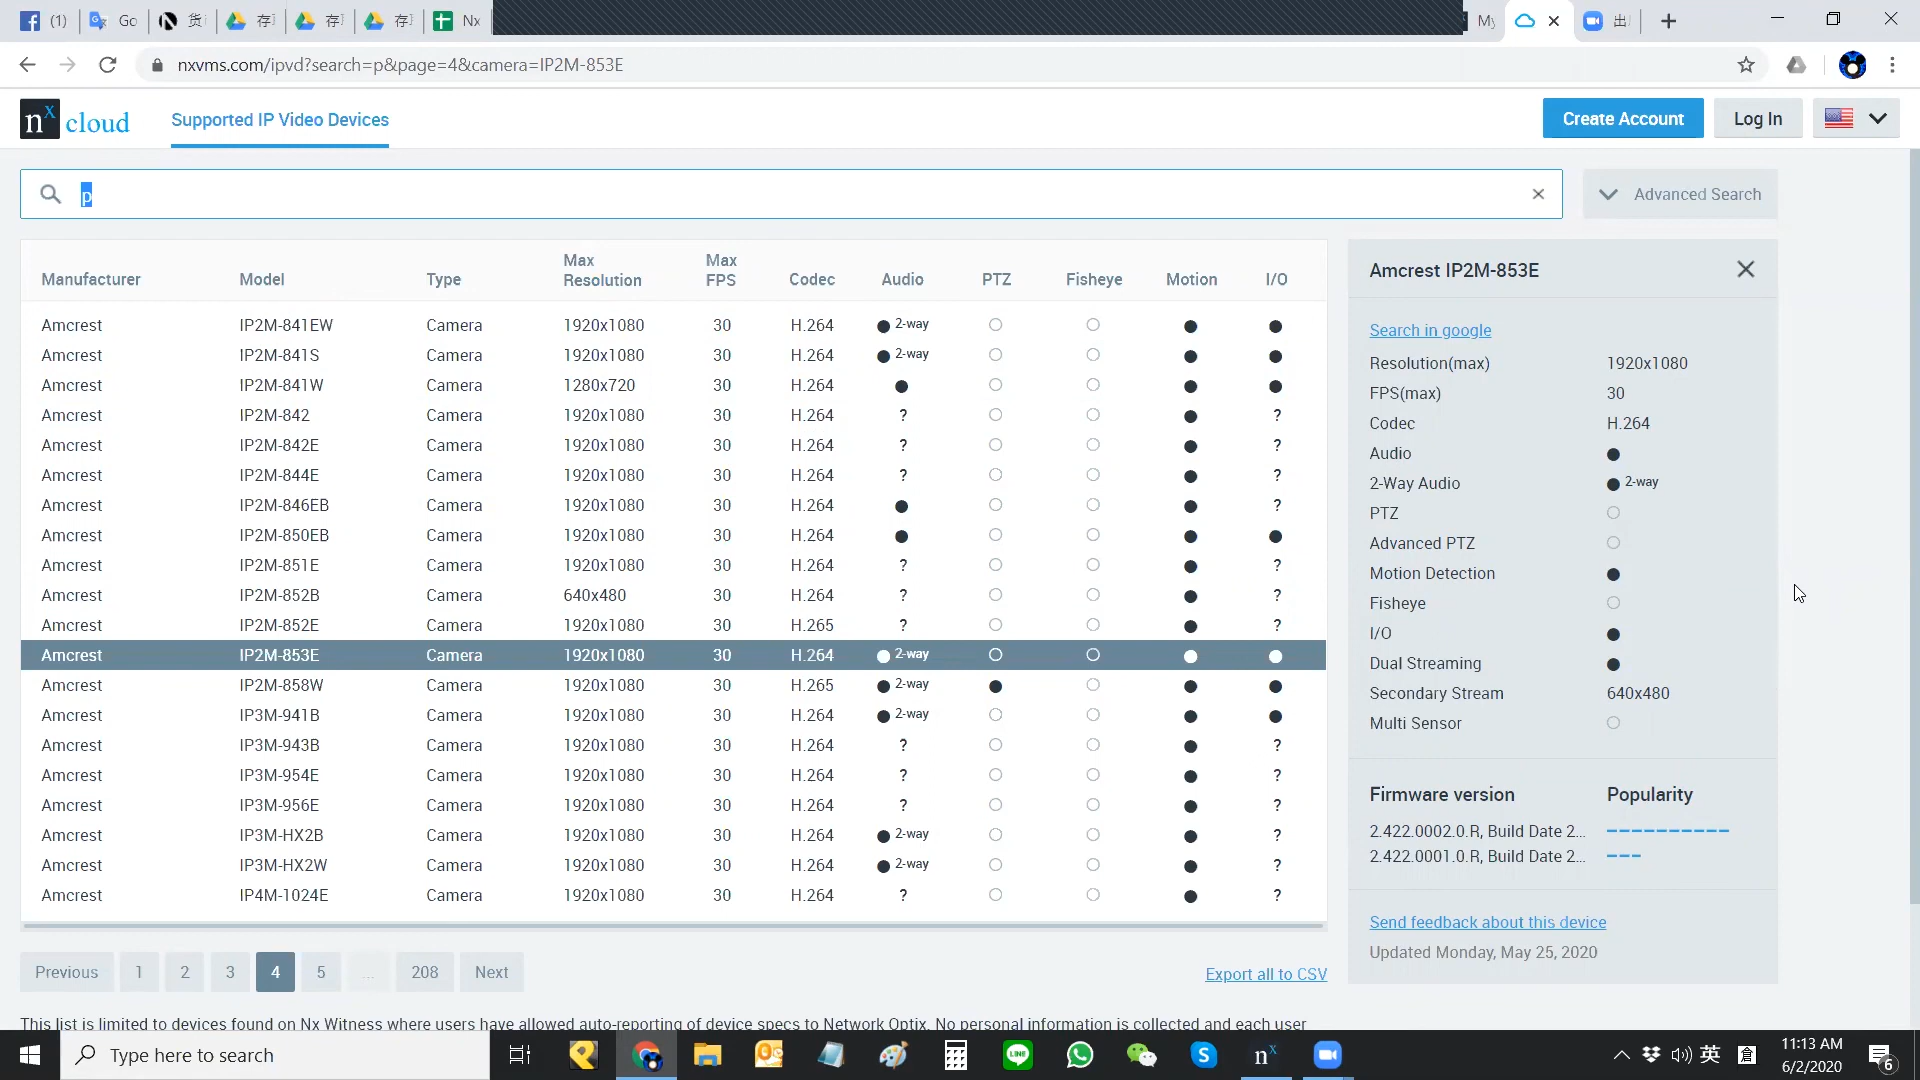 (1) Go 货 存 存 存 Nx My 出
nxvms.com/ipvd?search=p&page=4&camera=IP2M-853E
nx cloud Supported IP Video Devices Create Account Log In
p Advanced Search
Manufacturer Model Type Max Resolution Max FPS Codec Audio PTZ Fisheye Motion I/O
Amcrest IP2M-841EW Camera 1920x1080 30 H.264 2-way
Amcrest IP2M-841S Camera 1920x1080 30 H.264 2-way
Amcrest IP2M-841W Camera 1280x720 30 H.264
Amcrest IP2M-842 Camera 1920x1080 30 H.264 ? ?
Amcrest IP2M-842E Camera 1920x1080 30 H.264 ? ?
Amcrest IP2M-844E Camera 1920x1080 30 H.264 ? ?
Amcrest IP2M-846EB Camera 1920x1080 30 H.264 ?
Amcrest IP2M-850EB Camera 1920x1080 30 H.264
Amcrest IP2M-851E Camera 1920x1080 30 H.264 ? ?
Amcrest IP2M-852B Camera 640x480 30 H.264 ? ?
Amcrest IP2M-852E Camera 1920x1080 30 H.265 ? ?
Amcrest IP2M-853E Camera 1920x1080 30 H.264 2-way
Amcrest IP2M-858W Camera 1920x1080 30 H.265 2-way
Amcrest IP3M-941B Camera 1920x1080 30 H.264 2-way
Amcrest IP3M-943B Camera 1920x1080 30 H.264 ? ?
Amcrest IP3M-954E Camera 1920x1080 30 H.264 ? ?
Amcrest IP3M-956E Camera 1920x1080 30 H.264 ? ?
Amcrest IP3M-HX2B Camera 1920x1080 30 H.264 2-way ?
Amcrest IP3M-HX2W Camera 1920x1080 30 H.264 2-way ?
Amcrest IP4M-1024E Camera 1920x1080 30 H.264 ? ?
Previous 1 2 3 4 5 ... 208 Next Export all to CSV
Amcrest IP2M-853E
Search in google
Resolution(max) 1920x1080
FPS(max) 30
Codec H.264
Audio
2-Way Audio 2-way
PTZ
Advanced PTZ
Motion Detection
Fisheye
I/O
Dual Streaming
Secondary Stream 640x480
Multi Sensor
Firmware version Popularity
2.422.0002.0.R, Build Date 2...
2.422.0001.0.R, Build Date 2...
Send feedback about this device
Updated Monday, May 25, 2020
This list is limited to devices found on Nx Witness where users have allowed auto-reporting of device specs to Network Optix. No personal information is collected and each user
Type here to search LINE S nx 英 倉 11:13 AM
6/2/2020 6